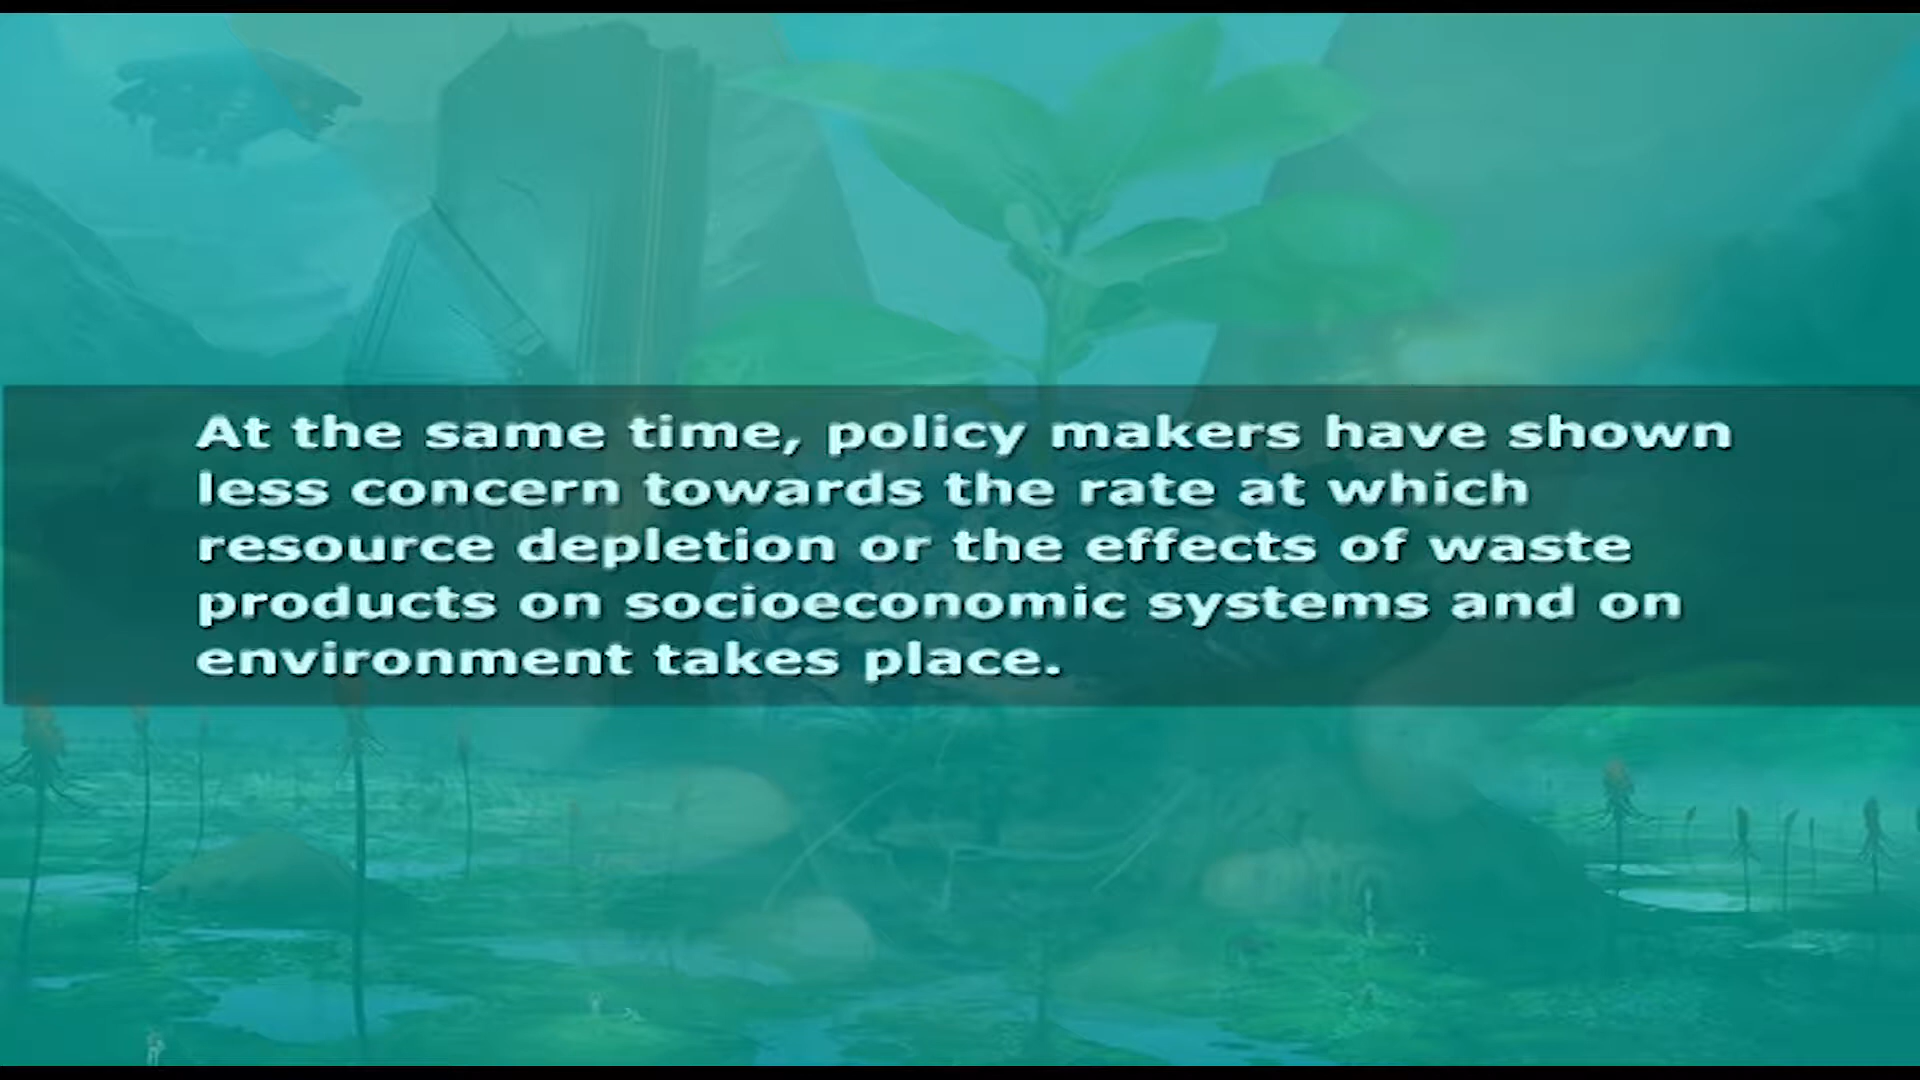 At the same time, policy makers have shown
less concern towards the rate at which
resource depletion or the effects of waste
products on socioeconomic systems and on
environment takes place.